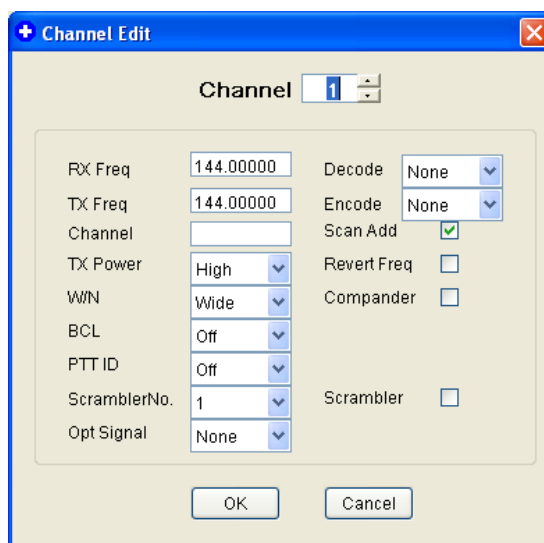 Channel Edit
Channel 1
RX Freq 144.00000 Decode None
TX Freq 144.00000 Encode None
Channel Scan Add
TX Power High Revert Freq
W/N Wide Compander
BCL Off
PTT ID Off
ScramblerNo. 1 Scrambler
Opt Signal None
OK Cancel